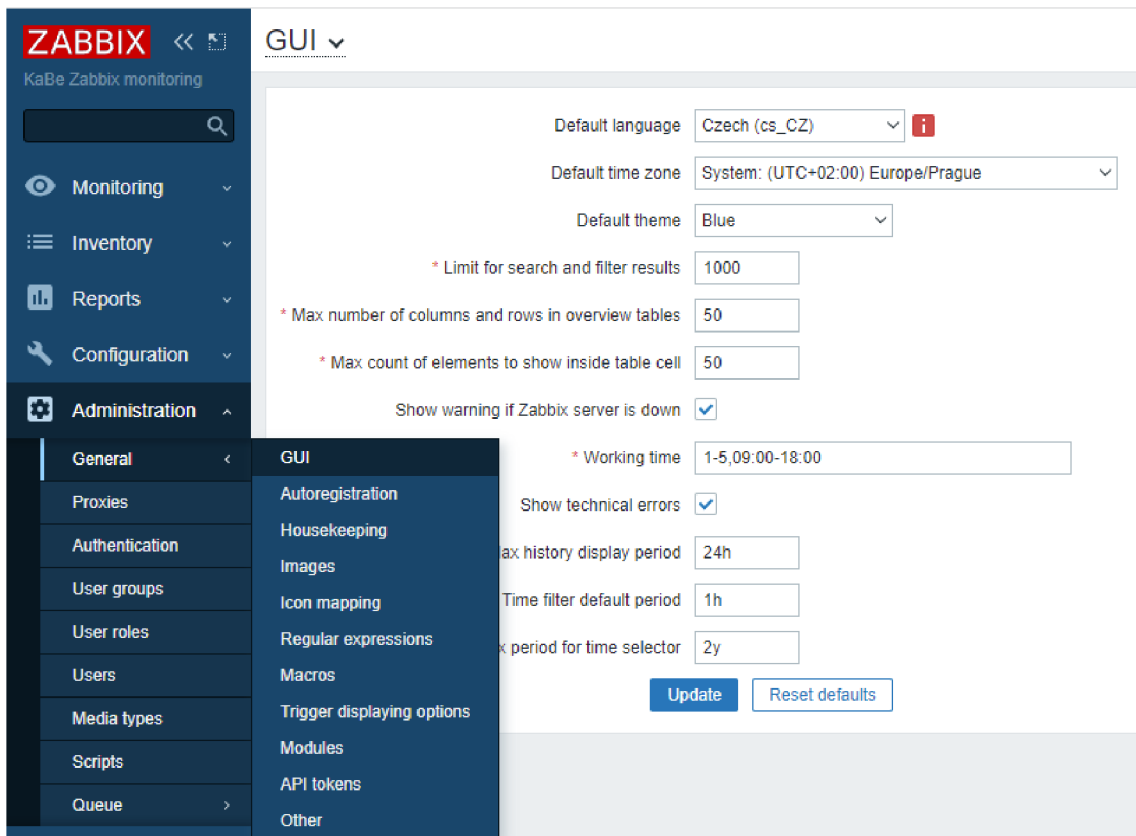 ZABBIX
KaBe Zabbix monitoring
Monitoring
Inventory
Reports
Configuration
Administration
General
Proxies
Authentication
User groups
User roles
Users
Media types
Scripts
Queue
GUI
Autoregistration
Housekeeping
Images
Icon mapping
Regular expressions
Macros
Trigger displaying options
Modules
API tokens
Other
GUI
Default language Czech (cs_CZ) i
Default time zone System: (UTC+02:00) Europe/Prague
Default theme Blue
* Limit for search and filter results 1000
* Max number of columns and rows in overview tables 50
* Max count of elements to show inside table cell 50
Show warning if Zabbix server is down
* Working time 1-5,09:00-18:00
Show technical errors
history display period 24h
Time filter default period 1h
period for time selector 2y
Update Reset defaults